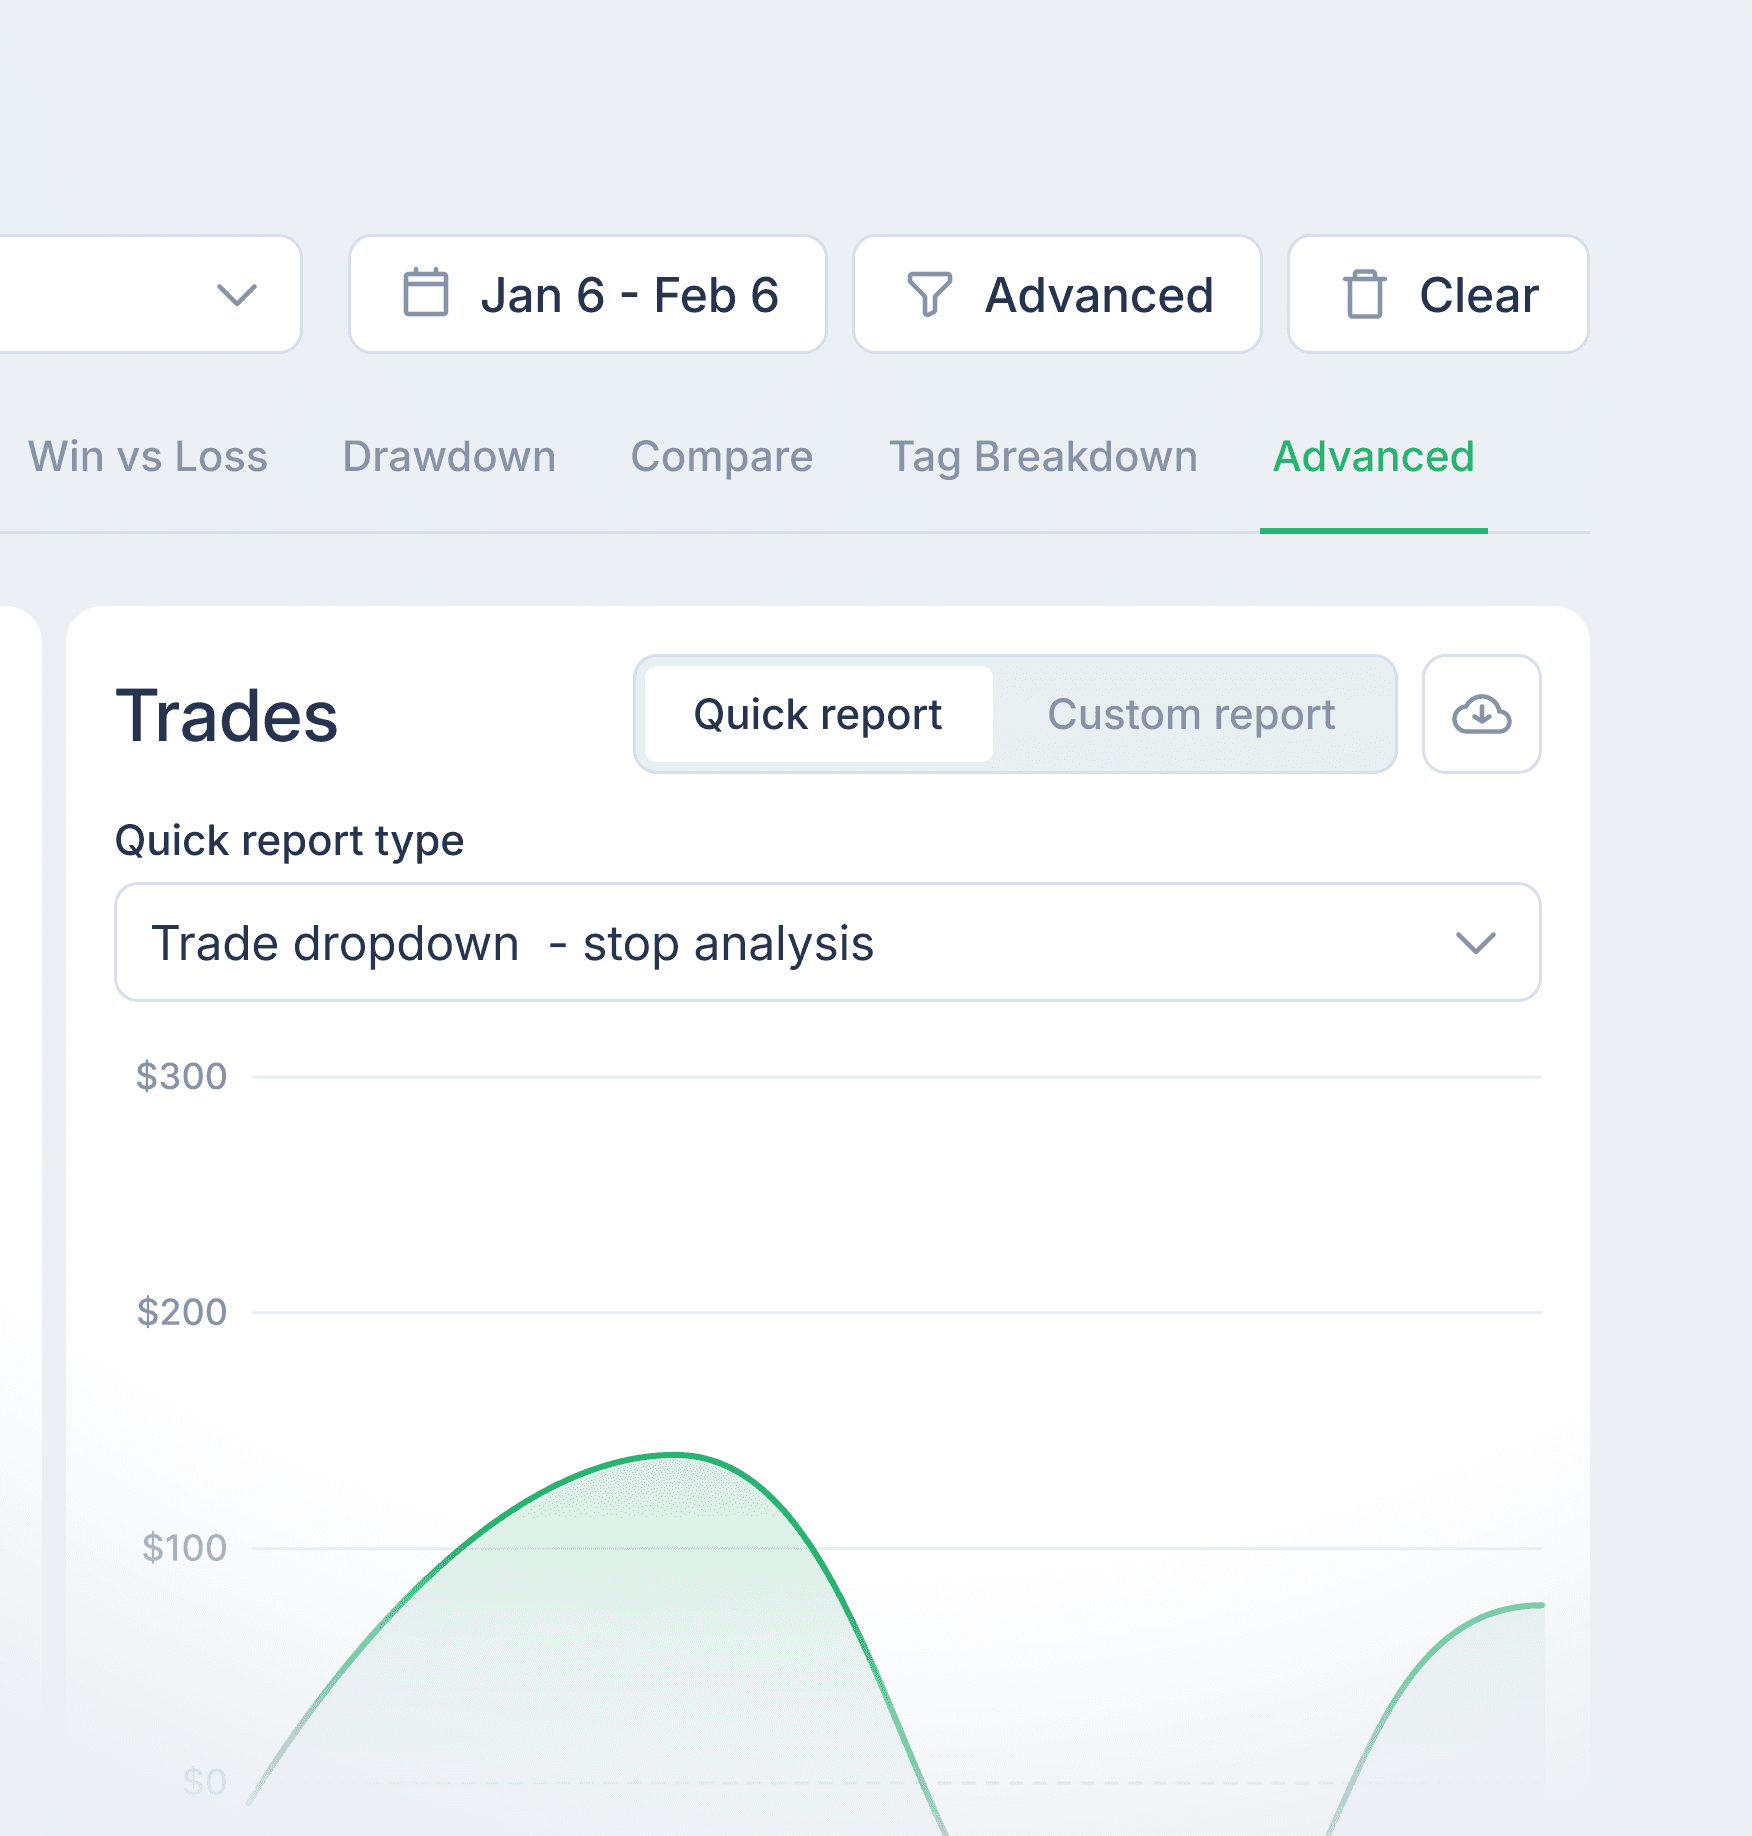 Jan 6 - Feb 6 Advanced Clear
Win vs Loss Drawdown Compare Tag Breakdown Advanced
Trades Quick report Custom report
Quick report type
Trade dropdown  - stop analysis
$300
$200
$100
$0